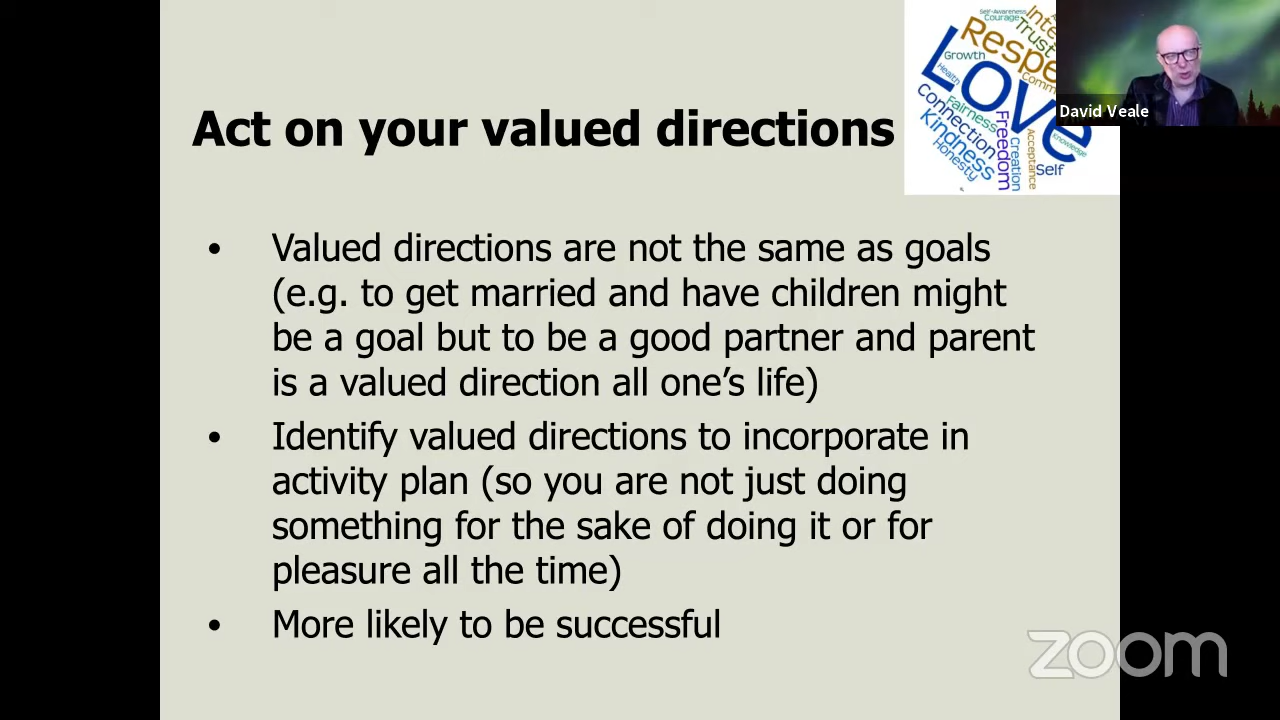 Act on your valued directions
• Valued directions are not the same as goals
(e.g. to get married and have children might
be a goal but to be a good partner and parent
is a valued direction all one's life)
• Identify valued directions to incorporate in
activity plan (so you are not just doing
something for the sake of doing it or for
pleasure all the time)
• More likely to be successful
Self-Awareness
Courage
Trust
Respe
Growth
Health
Love
Connection
Fairness
Kindness
Honesty
Freedom
Creation
Acceptance
Knowledge
Self
David Veale
zoom